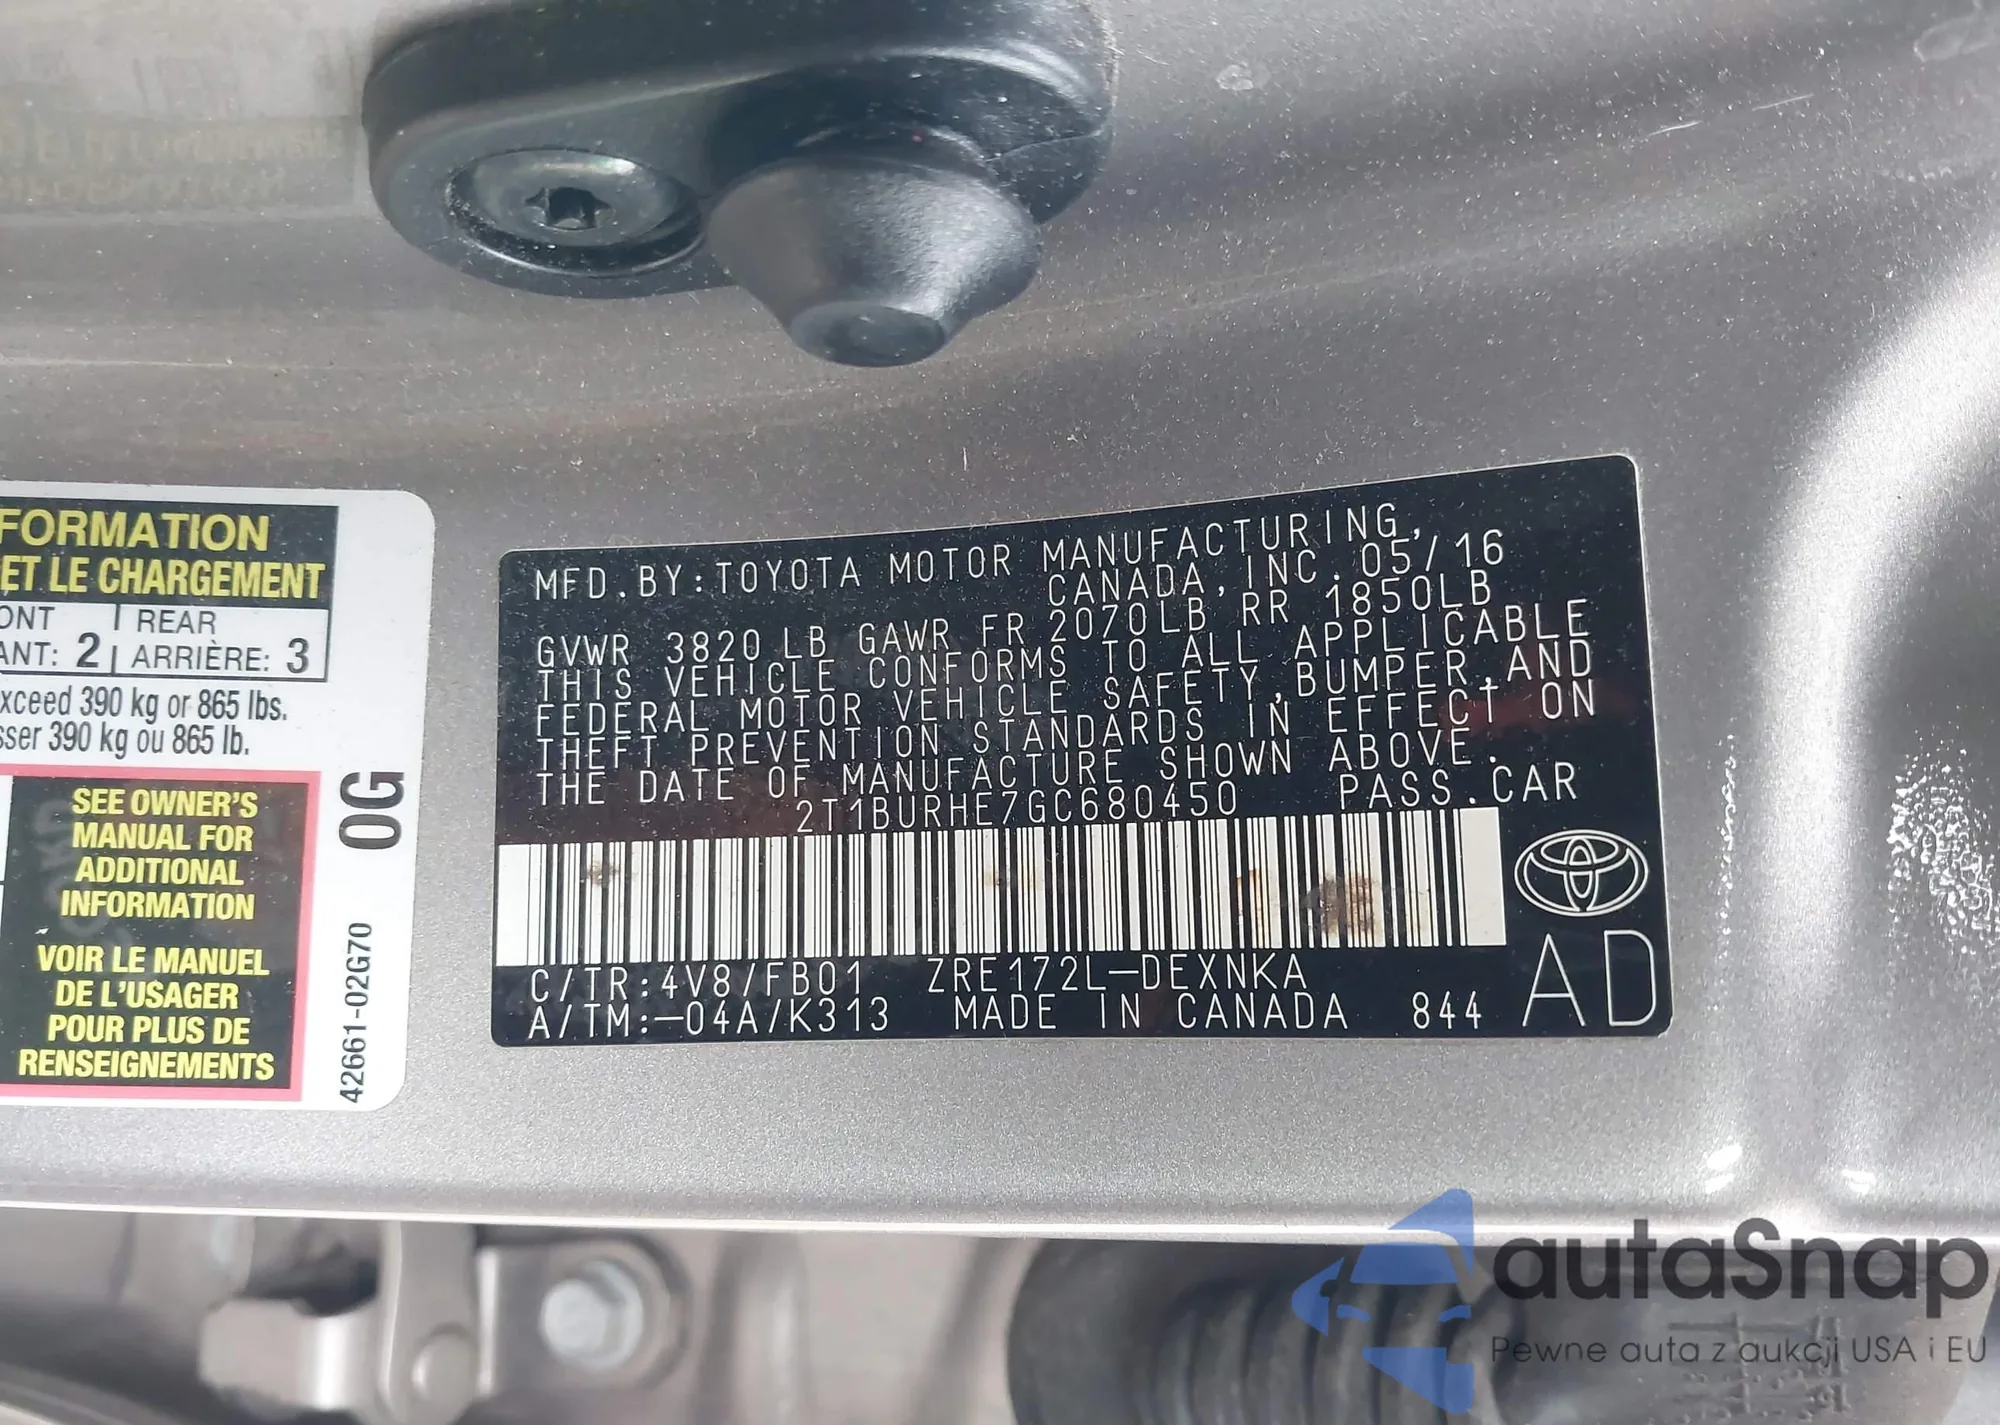 FORMATION
ET LE CHARGEMENT
ONT | REAR
ANT: 2 | ARRIÈRE: 3
xceed 390 kg or 865 lbs.
sser 390 kg ou 865 lb.
SEE OWNER'S
MANUAL FOR
ADDITIONAL
INFORMATION
VOIR LE MANUEL
DE L'USAGER
POUR PLUS DE
RENSEIGNEMENTS
0G
42661-02G70
MFD.BY:TOYOTA MOTOR MANUFACTURING,
CANADA, INC. 05/16
GVWR 3820 LB GAWR FR 2070LB RR 1850LB
THIS VEHICLE CONFORMS TO ALL APPLICABLE
FEDERAL MOTOR VEHICLE SAFETY,BUMPER,AND
THEFT PREVENTION STANDARDS IN EFFECT ON
THE DATE OF MANUFACTURE SHOWN ABOVE.
2T1BURHE7GC680450 PASS.CAR
C/TR:4V8/FB01 ZRE172L-DEXNKA
A/TM:-04A/K313 MADE IN CANADA 844
AD
autaSnap
Pewne auta z aukcji USA i EU